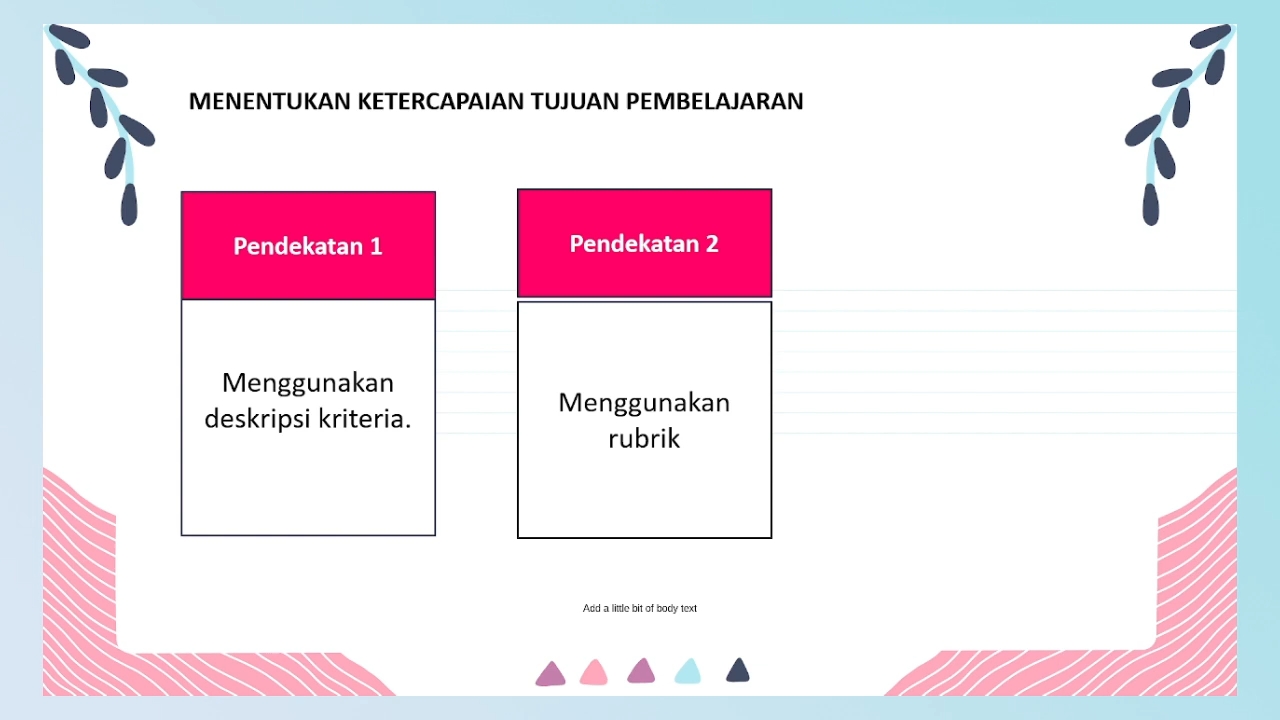 MENENTUKAN KETERCAPAIAN TUJUAN PEMBELAJARAN
Pendekatan 1
Menggunakan
deskripsi kriteria.
Pendekatan 2
Menggunakan
rubrik
Add a little bit of body text